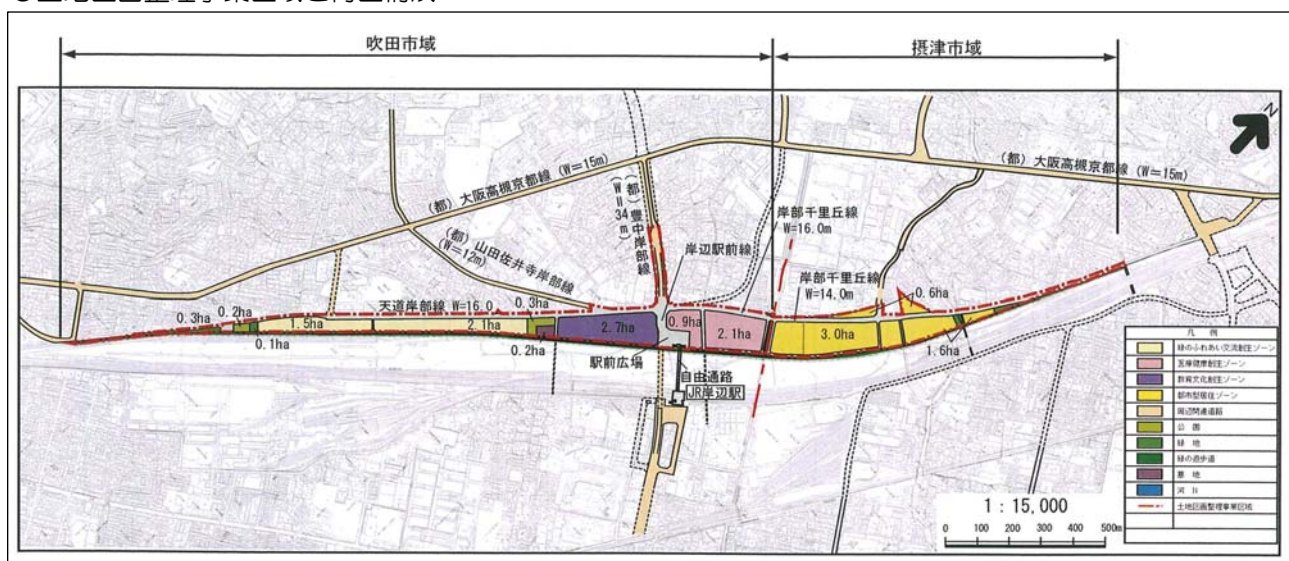 吹田市域
摂津市域
N
(都) 大阪高槻京都線 (W=15m)
(都) 大阪高槻京都線 (W=15m)
(都) 豊中岸部線
(W=34m)
岸部千里丘線
W=16.0m
岸辺駅前線
(都) 山田佐井寺岸部線
(W=12m)
岸部千里丘線
W=14.0m
天道岸部線 W=16.0
0.6ha
0.3ha
0.2ha
0.3ha
1.5ha
2.1ha
2.7ha
0.9ha
2.1ha
3.0ha
0.1ha
0.2ha
1.6ha
駅前広場
自由通路
JR岸辺駅
凡 例
緑のふれあい交流創生ゾーン
医療健康創生ゾーン
教育文化創生ゾーン
都市型居住ゾーン
周辺関連道路
公 園
緑 地
緑の遊歩道
墓 地
河 川
土地区画整理事業区域
1 : 15,000
0 100 200 300 400 500m